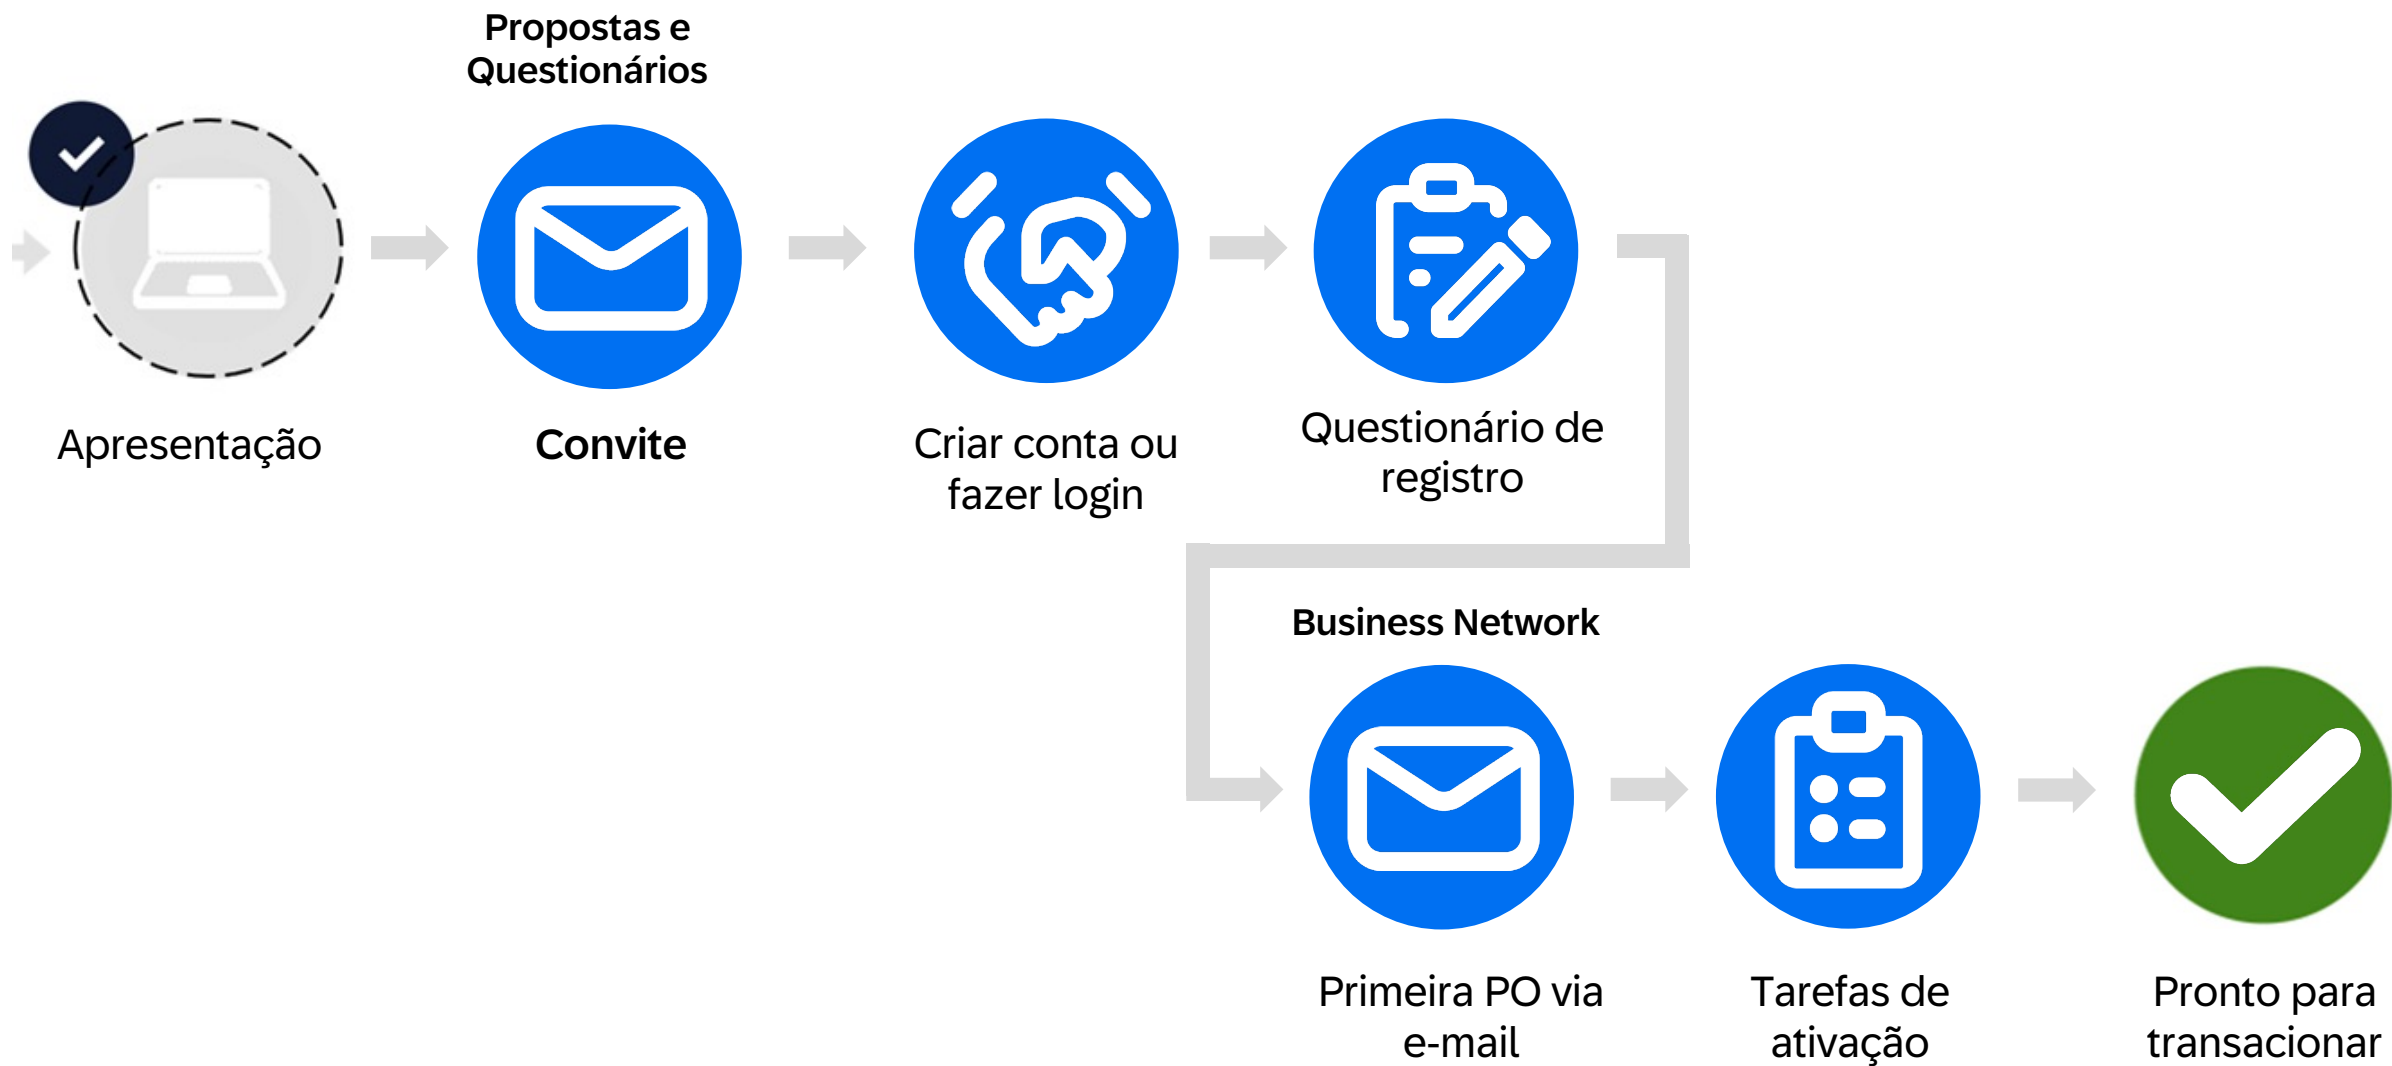 Propostas e
Questionários
Apresentação
Convite
Criar conta ou
fazer login
Questionário de
registro
Business Network
Primeira PO via
e-mail
Tarefas de
ativação
Pronto para
transacionar